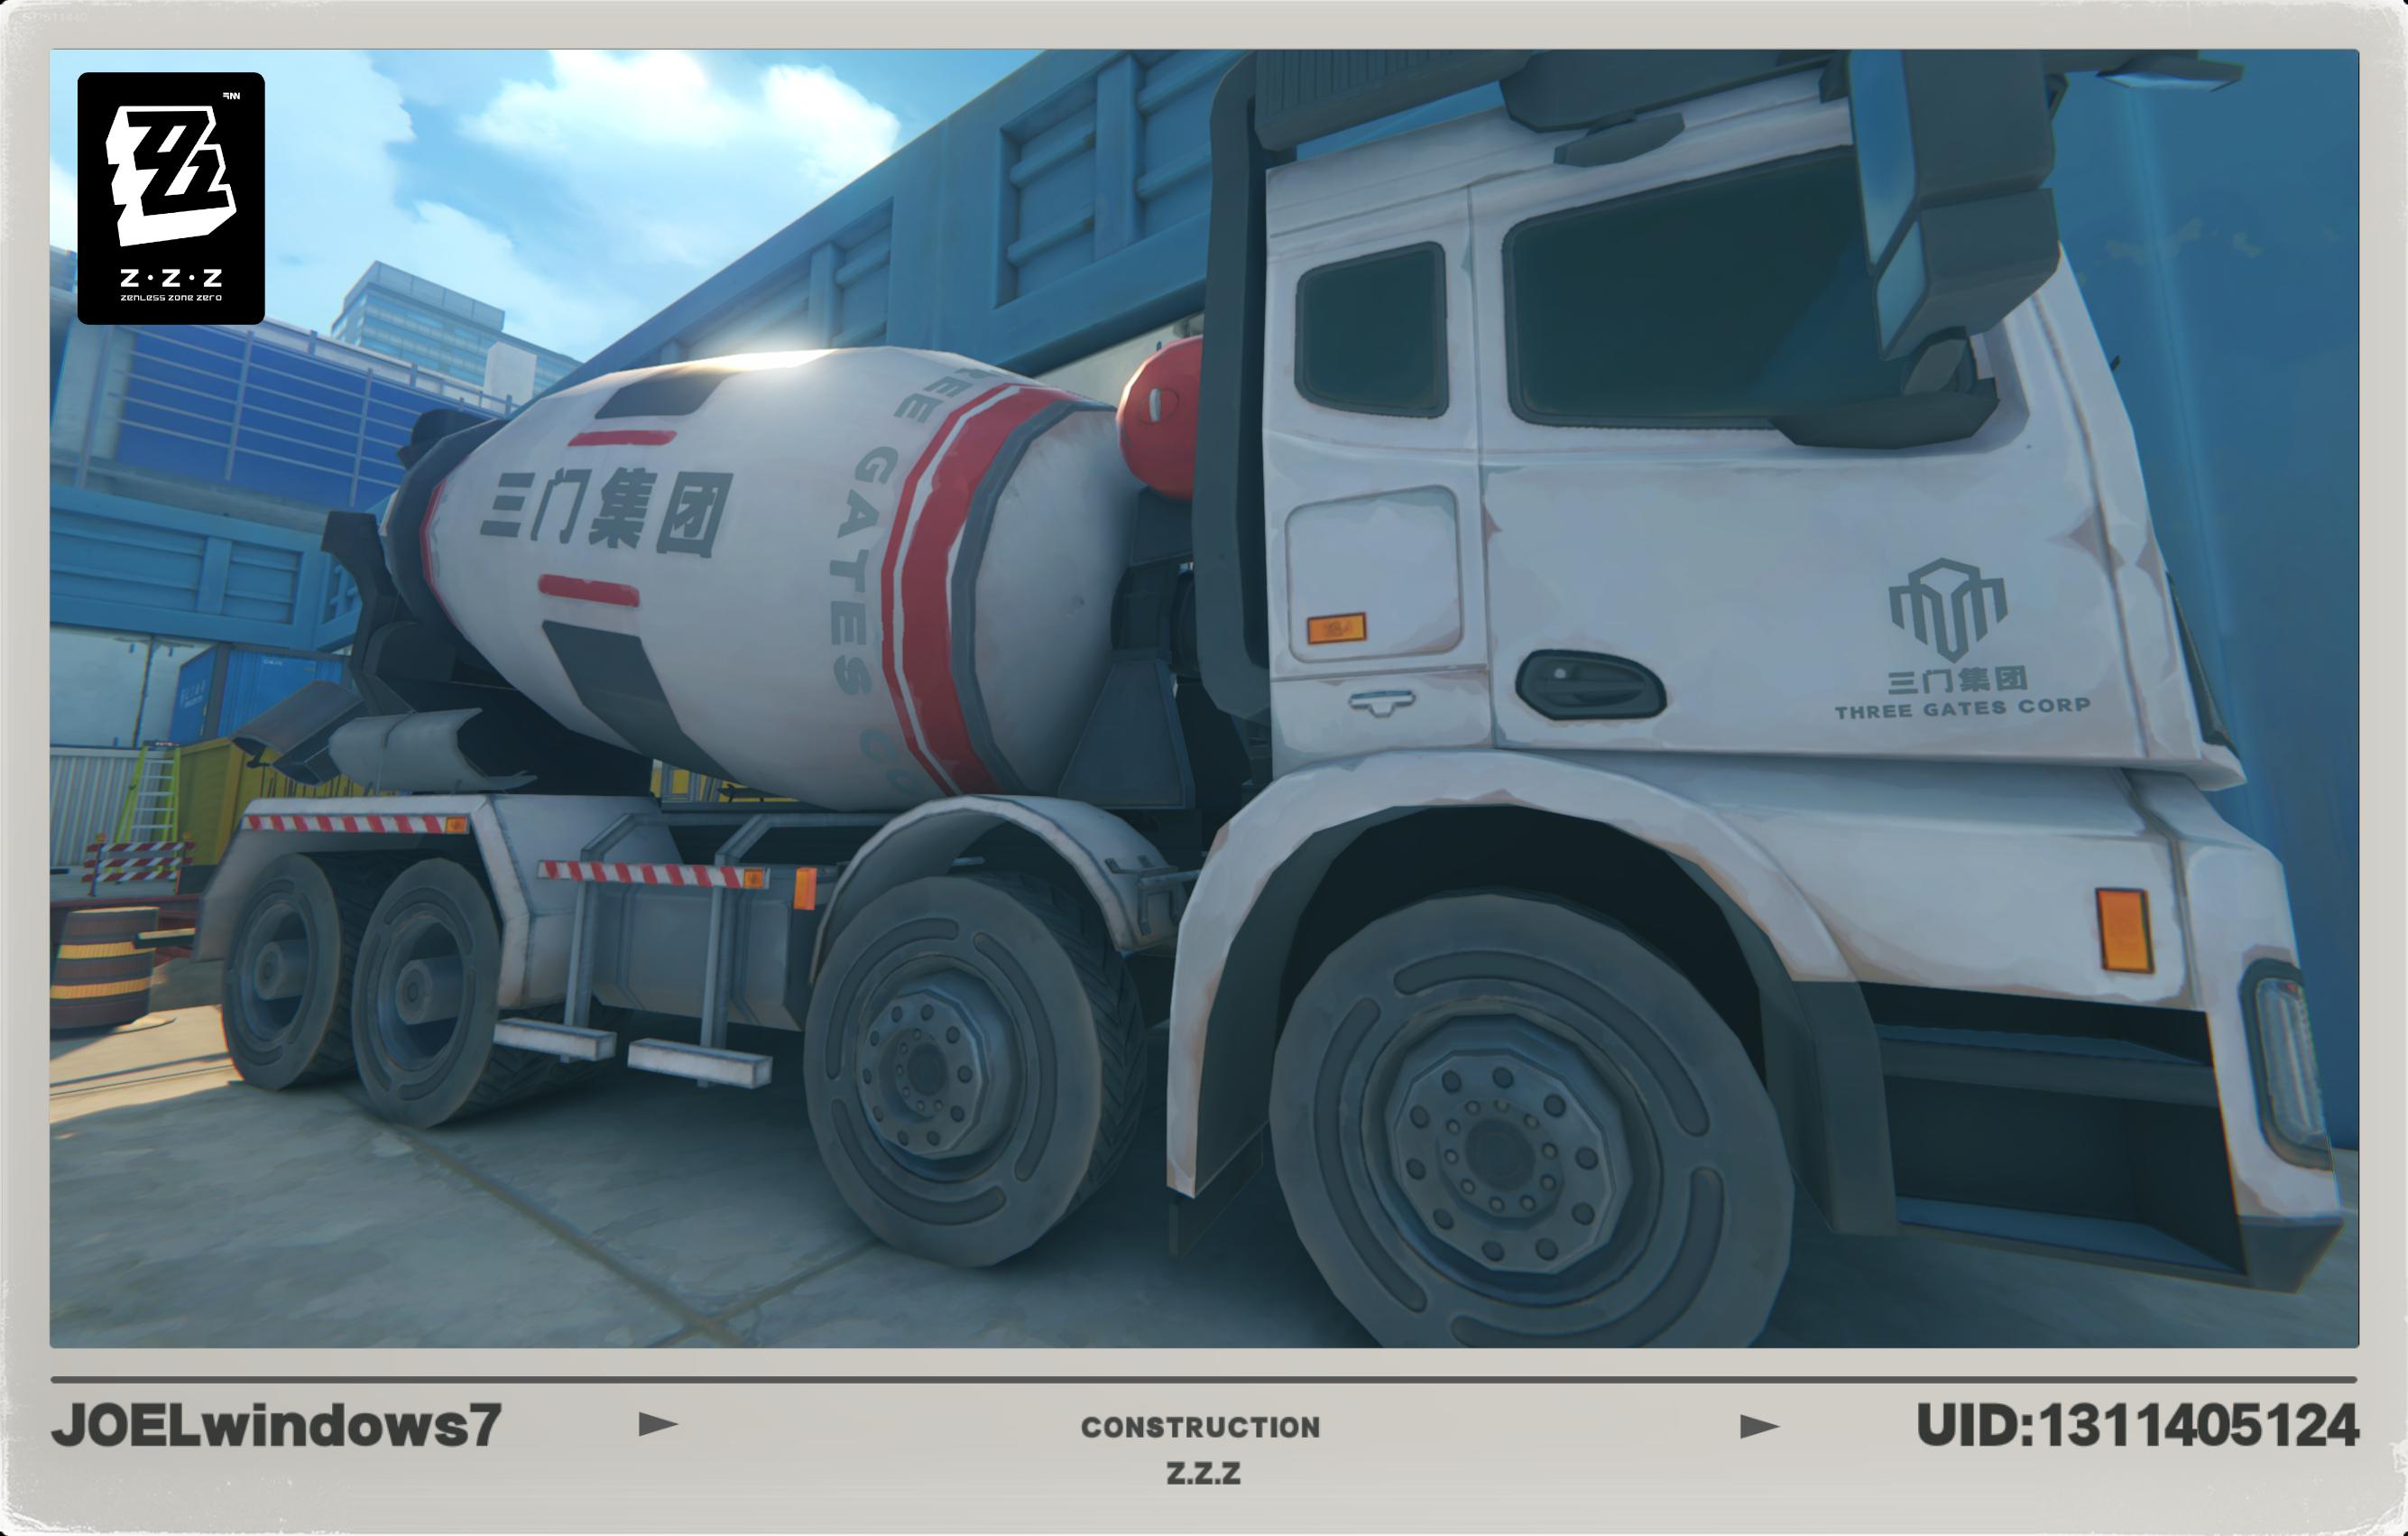 Z·Z·Z
ZENLESS ZONE ZERO
三门集团
GATES
三门集团
THREE GATES CORP
JOELwindows7
CONSTRUCTION
Z.Z.Z
UID:1311405124